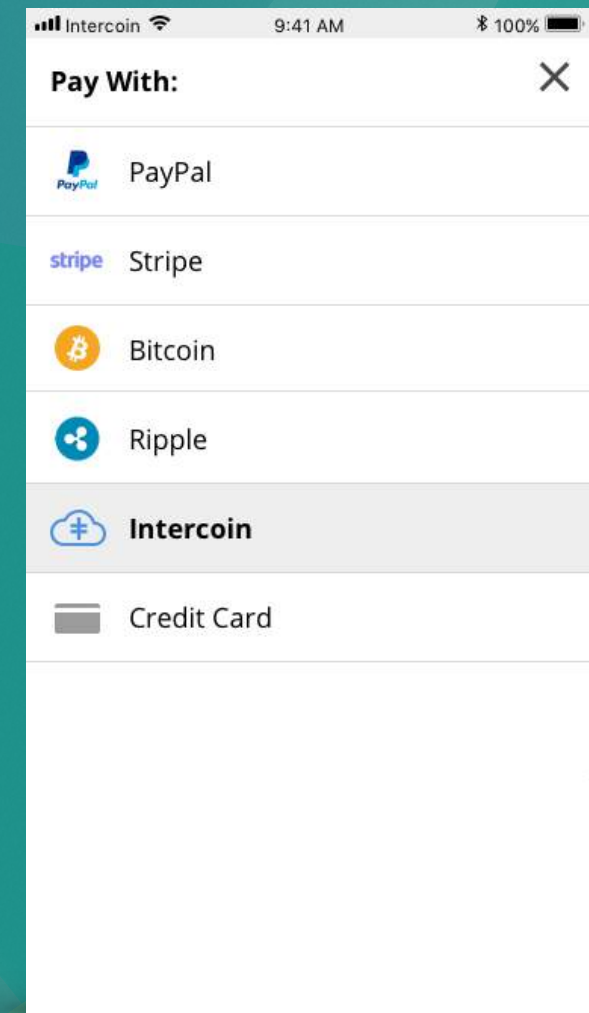 Intercoin 9:41 AM 100%
Pay With:
PayPal PayPal
stripe Stripe
Bitcoin
Ripple
Intercoin
Credit Card